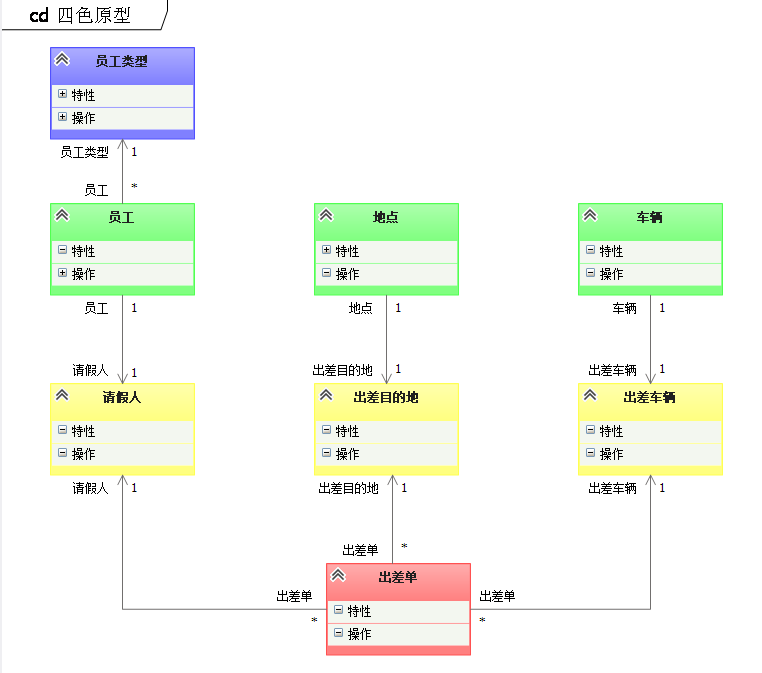 cd 四色原型
员工类型
特性
操作
员工类型 1
员工 *
员工 地点 车辆
特性 特性 特性
操作 操作 操作
员工 1 地点 1 车辆 1
请假人 1 出差目的地 1 出差车辆 1
请假人 出差目的地 出差车辆
特性 特性 特性
操作 操作 操作
请假人 1 出差目的地 1 出差车辆 1
出差单 *
出差单 出差单 出差单
* 特性 *
操作